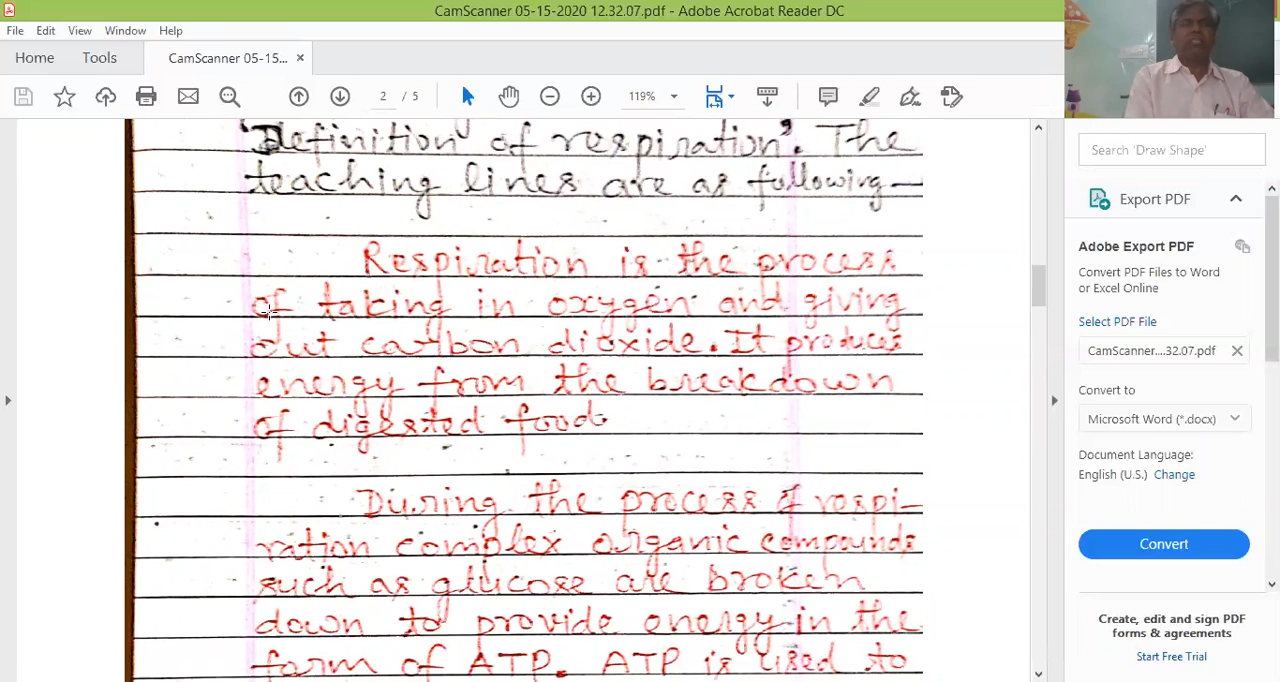 CamScanner 05-15-2020 12.32.07.pdf - Adobe Acrobat Reader DC
File Edit View Window Help
Home Tools CamScanner 05-15... ×
2 / 5 119%
Search 'Draw Shape'
"Definition of respiration". The
teaching lines are as following—
Respiration is the process
of taking in oxygen and giving
out carbon dioxide. It produces
energy from the breakdown
of digested food.
During the process of respi-
ration complex organic compounds
such as glucose are broken
down to provide energy in the
form of ATP. ATP is used to
Export PDF
Adobe Export PDF
Convert PDF Files to Word
or Excel Online
Select PDF File
CamScanner....32.07.pdf
Convert to
Microsoft Word (*.docx)
Document Language:
English (U.S.) Change
Convert
Create, edit and sign PDF
forms & agreements
Start Free Trial